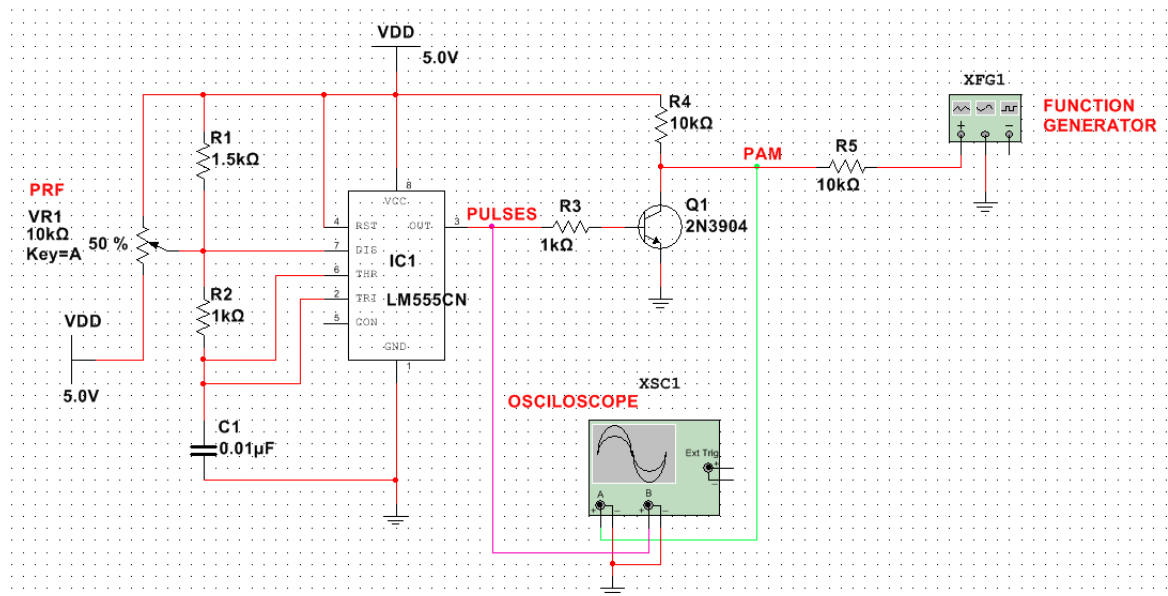 VDD
5.0V
XFG1
FUNCTION
GENERATOR
R4
10kΩ
R1
1.5kΩ
PAM
R5
10kΩ
PRF
VR1
10kΩ
Key=A
50 %
8
VCC
4
RST
OUT
3
PULSES
R3
1kΩ
Q1
2N3904
7
DIS
IC1
6
THR
R2
1kΩ
2
TRI
LM555CN
VDD
5
CON
GND
1
5.0V
XSC1
OSCILOSCOPE
C1
0.01µF
Ext Trig
+
−
A
B
+
−
+
−